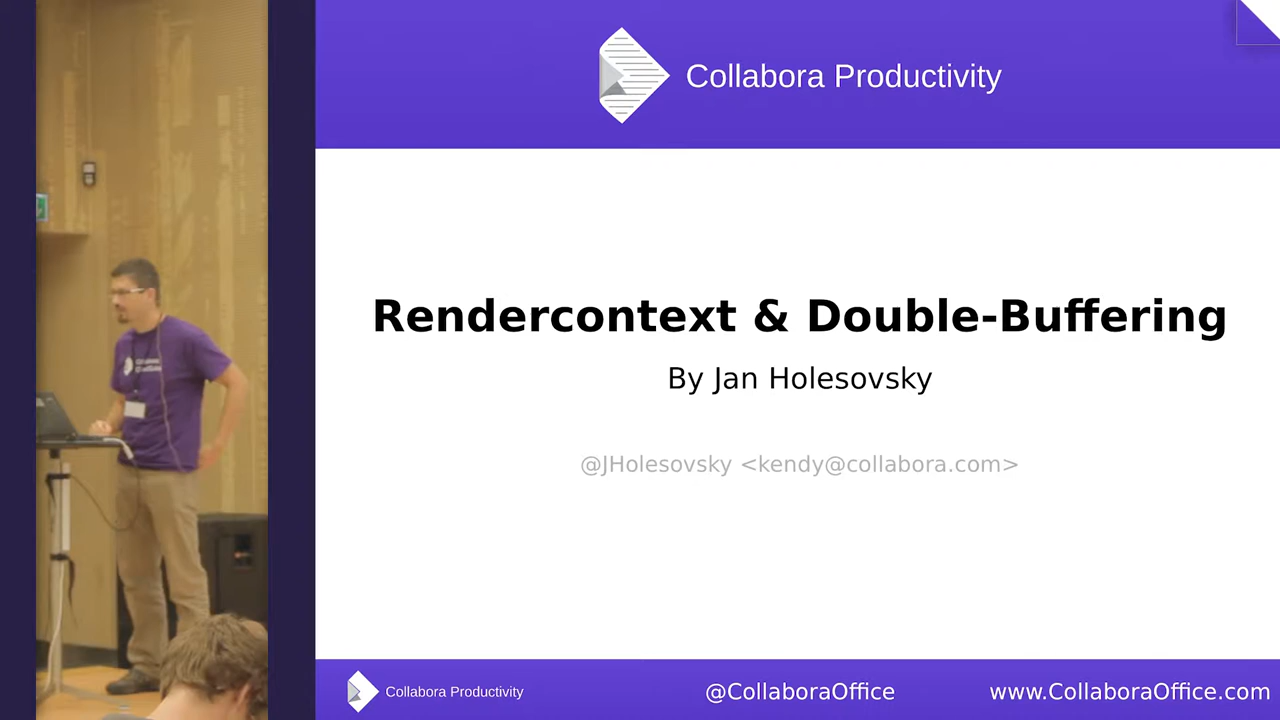 Collabora Productivity
Rendercontext & Double-Buffering
By Jan Holesovsky
@JHolesovsky <kendy@collabora.com>
Collabora Productivity
@CollaboraOffice
www.CollaboraOffice.com